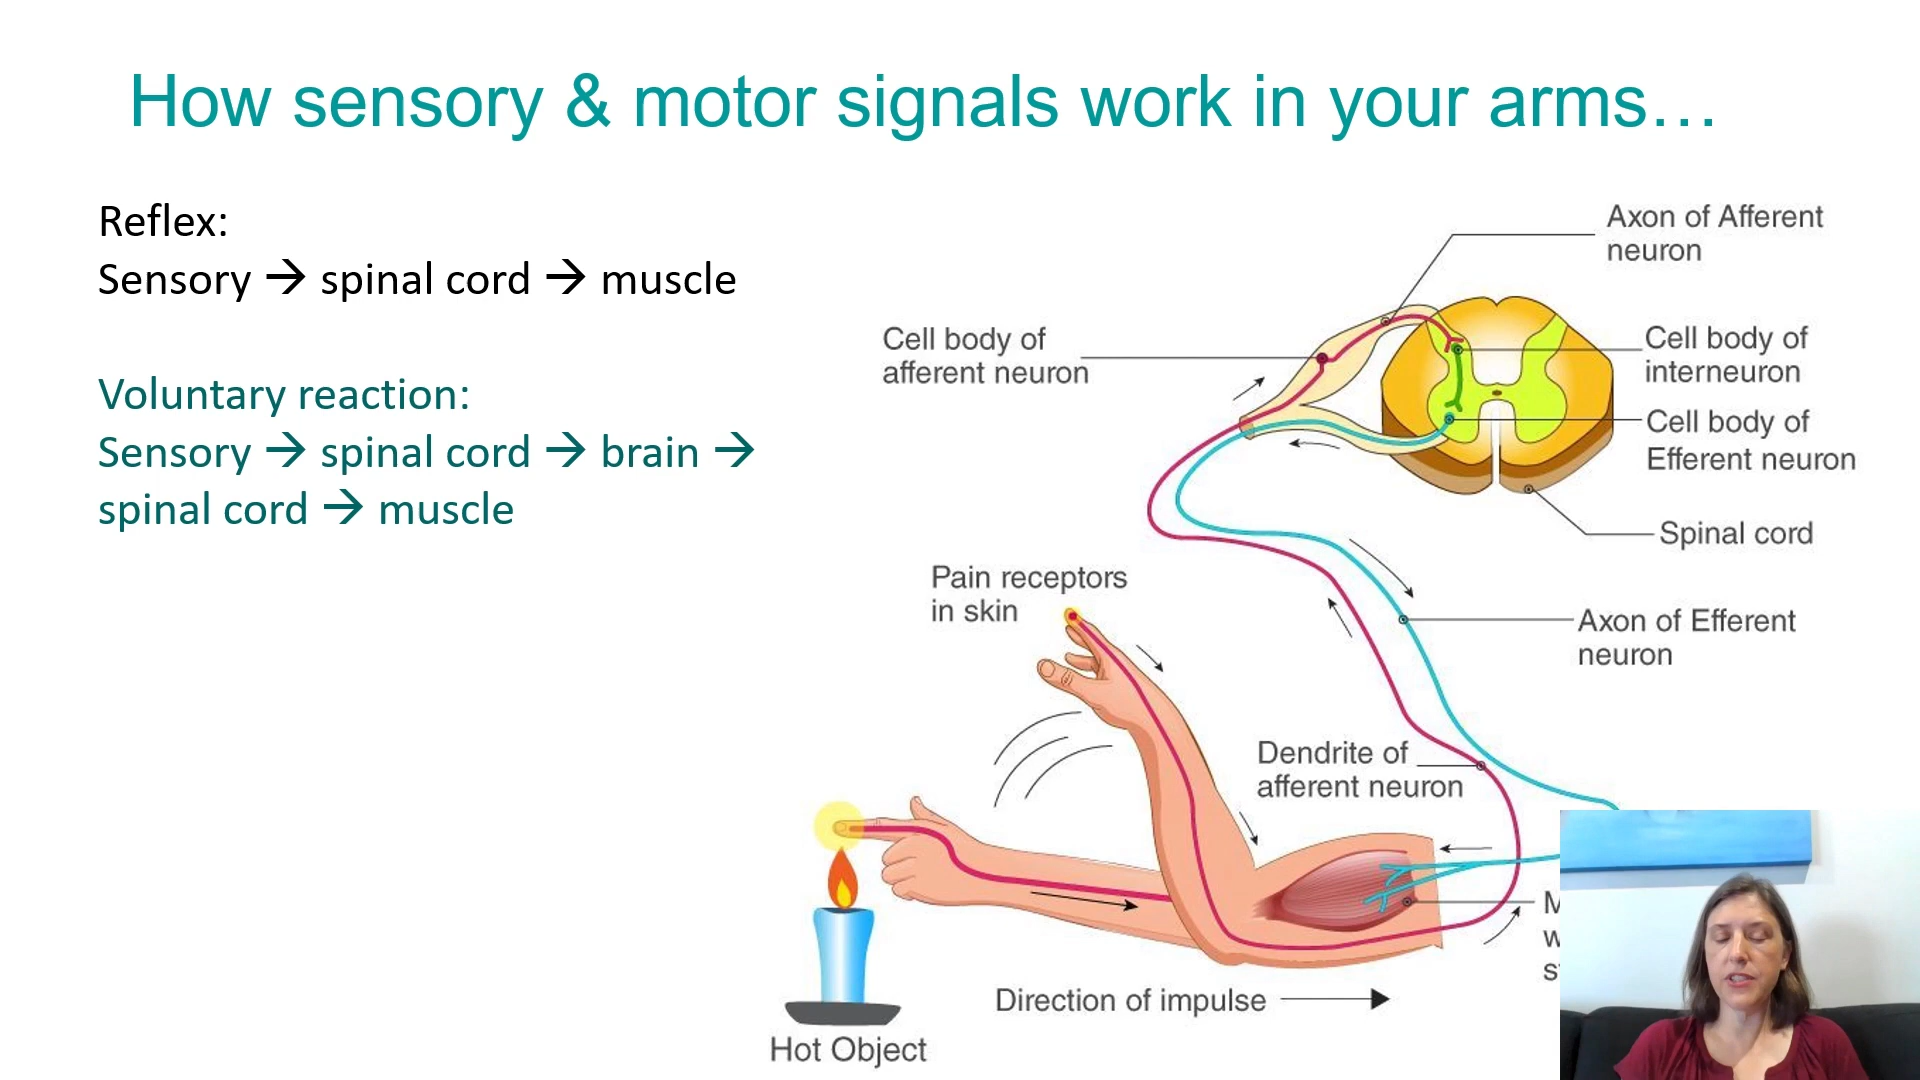 How sensory & motor signals work in your arms…
Reflex:
Sensory → spinal cord → muscle
Voluntary reaction:
Sensory → spinal cord → brain →
spinal cord → muscle
Axon of Afferent
neuron
Cell body of
afferent neuron
Cell body of
interneuron
Cell body of
Efferent neuron
Spinal cord
Pain receptors
in skin
Axon of Efferent
neuron
Dendrite of
afferent neuron
Direction of impulse
Hot Object